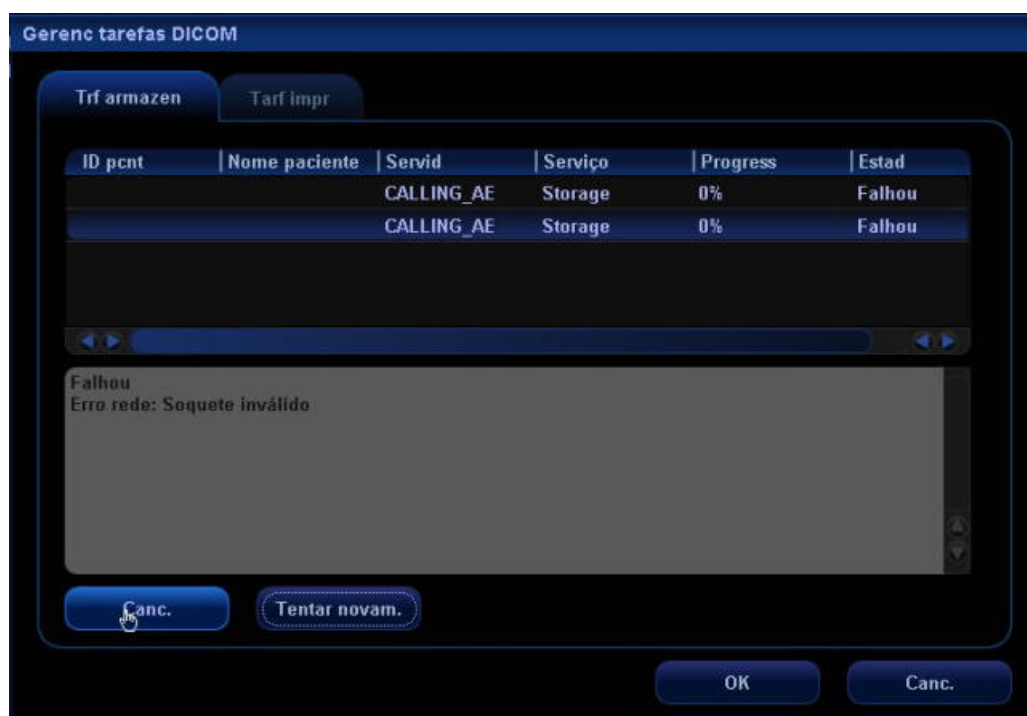 Gerenc tarefas DICOM
Trf armazen Tarf impr
ID pcnt Nome paciente Servid Serviço Progress Estad
CALLING_AE Storage 0% Falhou
CALLING_AE Storage 0% Falhou
Falhou
Erro rede: Soquete inválido
Canc. Tentar novam.
OK Canc.